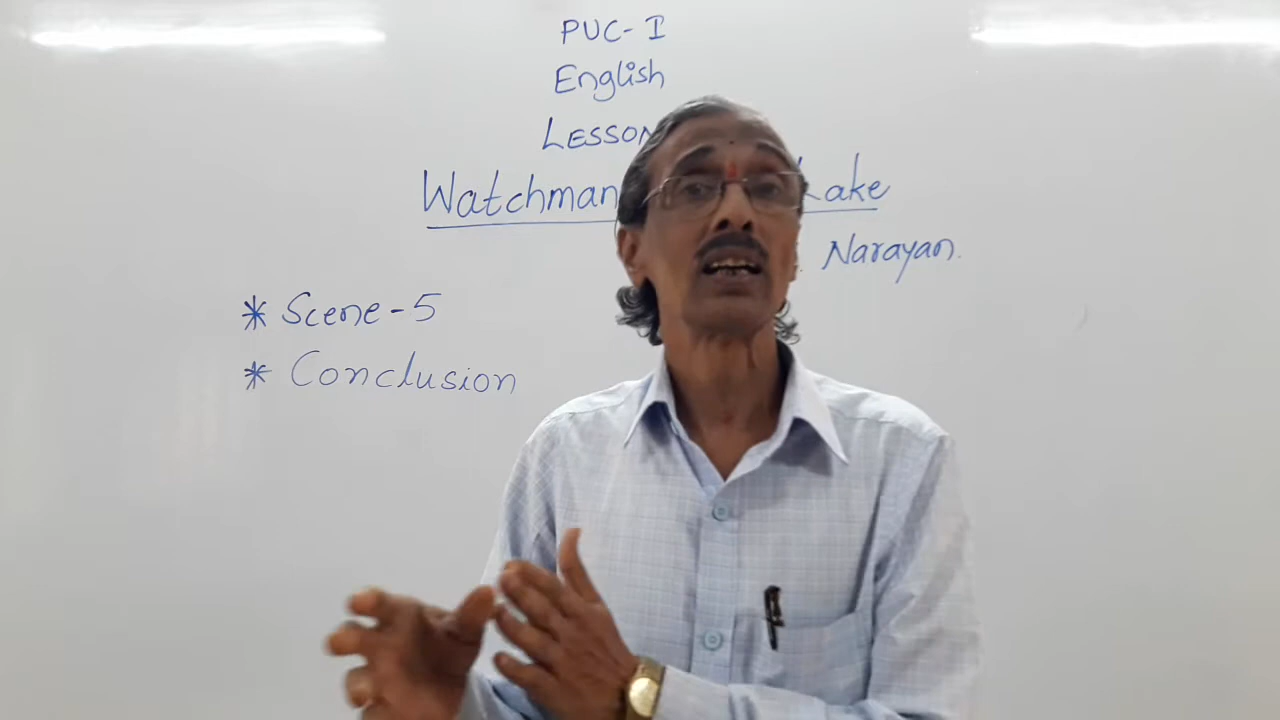 PUC-I
English
LESSON
Watchman Lake
Narayan.
* Scene-5
* Conclusion